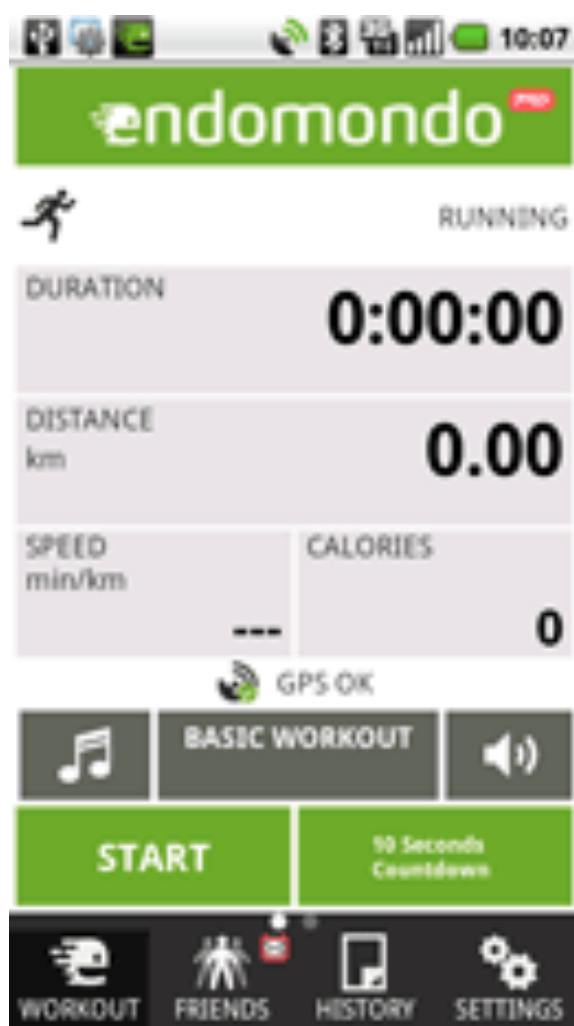 10:07
endomondo PRO
RUNNING
DURATION
0:00:00
DISTANCE
km
0.00
SPEED
min/km
---
CALORIES
0
GPS OK
BASIC WORKOUT
START
10 Seconds
Countdown
WORKOUT
FRIENDS
HISTORY
SETTINGS